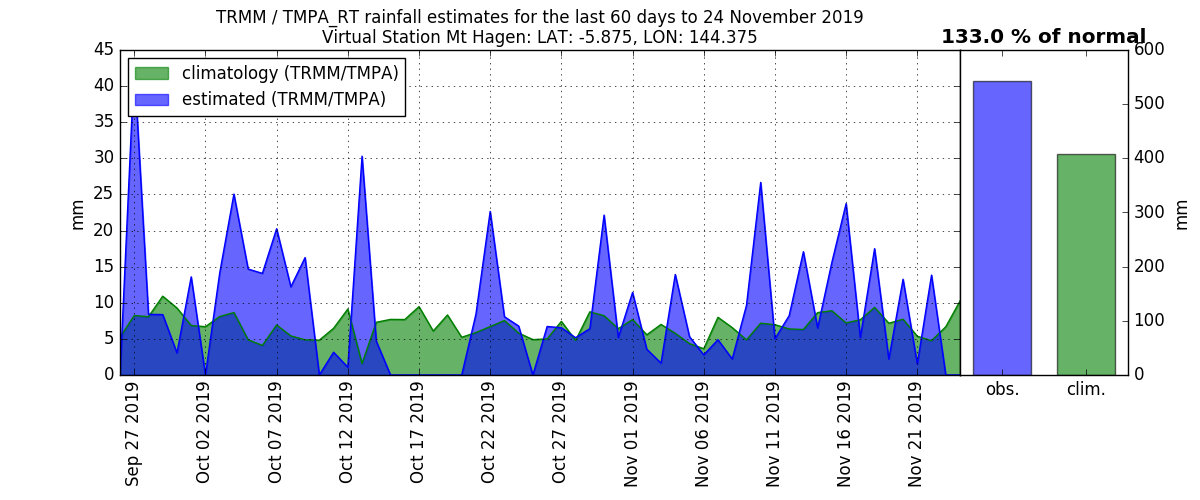 TRMM / TMPA_RT rainfall estimates for the last 60 days to 24 November 2019
Virtual Station Mt Hagen: LAT: -5.875, LON: 144.375
133.0 % of normal
climatology (TRMM/TMPA)
estimated (TRMM/TMPA)
45
40
35
30
25
20
15
10
5
0
mm
Sep 27 2019
Oct 02 2019
Oct 07 2019
Oct 12 2019
Oct 17 2019
Oct 22 2019
Oct 27 2019
Nov 01 2019
Nov 06 2019
Nov 11 2019
Nov 16 2019
Nov 21 2019
600
500
400
300
200
100
0
mm
obs.
clim.